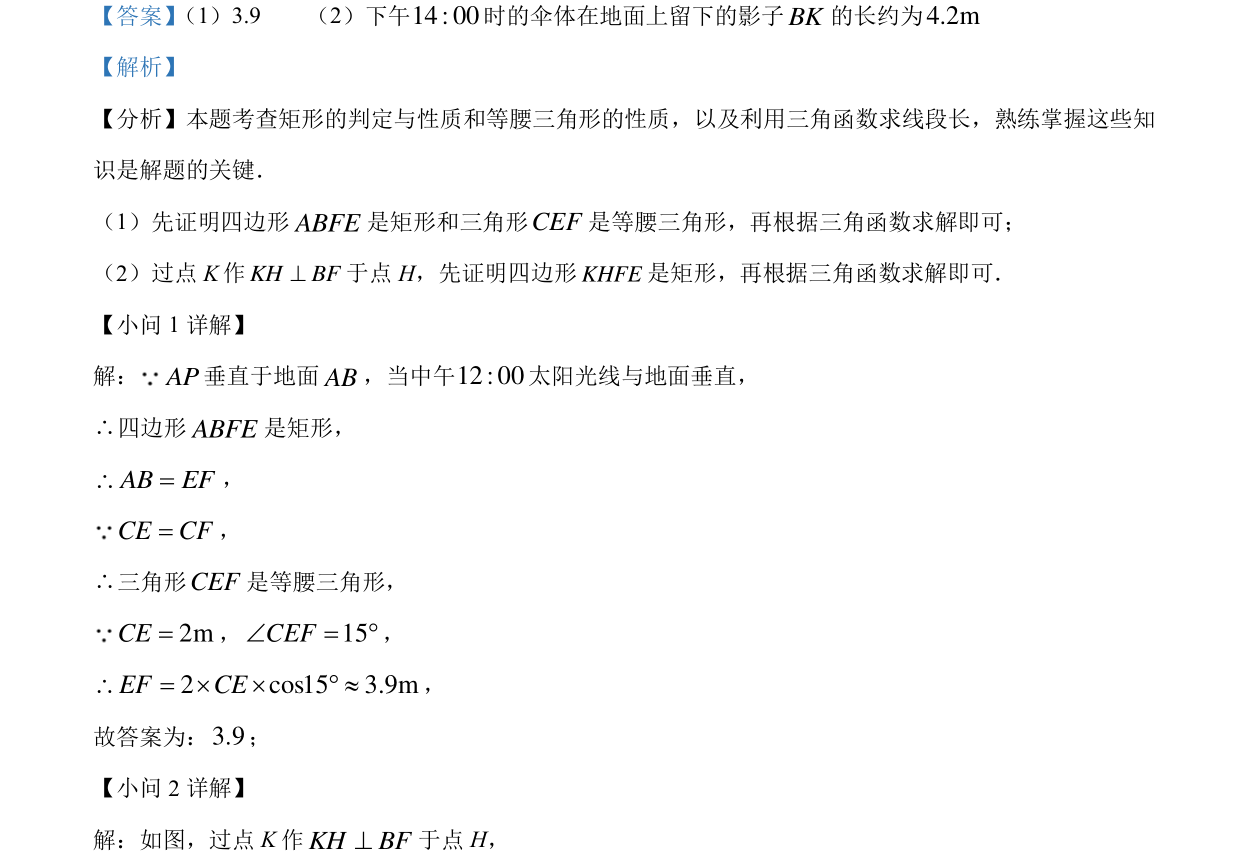 【答案】(1)3.9 (2)下午14:00时的伞体在地面上留下的影子BK的长约为4.2m
【解析】
【分析】本题考查矩形的判定与性质和等腰三角形的性质，以及利用三角函数求线段长，熟练掌握这些知
识是解题的关键．
（1）先证明四边形ABFE是矩形和三角形CEF是等腰三角形，再根据三角函数求解即可；
（2）过点K作KH⊥BF于点H，先证明四边形KHFE是矩形，再根据三角函数求解即可．
【小问1详解】
解：∵AP垂直于地面AB，当中午12:00太阳光线与地面垂直，
∴四边形ABFE是矩形，
∴AB=EF，
∵CE=CF，
∴三角形CEF是等腰三角形，
∵CE=2m，∠CEF=15°，
∴EF=2×CE×cos15°≈3.9m，
故答案为：3.9；
【小问2详解】
解：如图，过点K作KH⊥BF于点H，